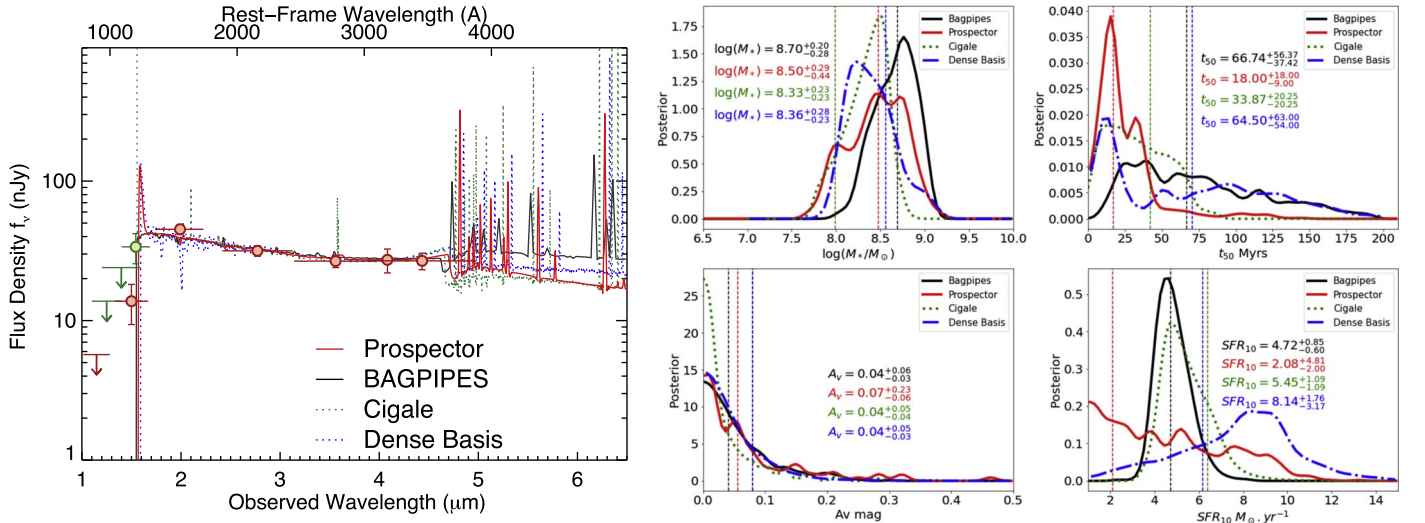 Rest-Frame Wavelength (A)
1000 2000 3000 4000
Flux Density fν (nJy)
100
10
1
Prospector
BAGPIPES
Cigale
Dense Basis
1 2 3 4 5 6
Observed Wavelength (μm)
Posterior
1.75
1.50
1.25
1.00
0.75
0.50
0.25
0.00
log(M*) = 8.70 +0.20 −0.28
log(M*) = 8.50 +0.29 −0.44
log(M*) = 8.33 +0.23 −0.23
log(M*) = 8.36 +0.28 −0.23
Bagpipes
Prospector
Cigale
Dense Basis
6.5 7.0 7.5 8.0 8.5 9.0 9.5 10.0
log(M*/M⊙)
Posterior
0.040
0.035
0.030
0.025
0.020
0.015
0.010
0.005
0.000
Bagpipes
Prospector
Cigale
Dense Basis
t50 = 66.74 +56.37 −37.42
t50 = 18.00 +18.00 −9.00
t50 = 33.87 +20.25 −20.25
t50 = 64.50 +63.00 −54.00
0 25 50 75 100 125 150 175 200
t50 Myrs
Posterior
25
20
15
10
5
0
Bagpipes
Prospector
Cigale
Dense Basis
Av = 0.04 +0.06 −0.03
Av = 0.07 +0.23 −0.06
Av = 0.04 +0.05 −0.04
Av = 0.04 +0.05 −0.03
0.0 0.1 0.2 0.3 0.4 0.5
Av mag
Posterior
0.5
0.4
0.3
0.2
0.1
0.0
Bagpipes
Prospector
Cigale
Dense Basis
SFR10 = 4.72 +0.85 −0.60
SFR10 = 2.08 +4.81 −2.00
SFR10 = 5.45 +1.09 −1.09
SFR10 = 8.14 +1.76 −3.17
2 4 6 8 10 12 14
SFR10 M⊙. yr−1